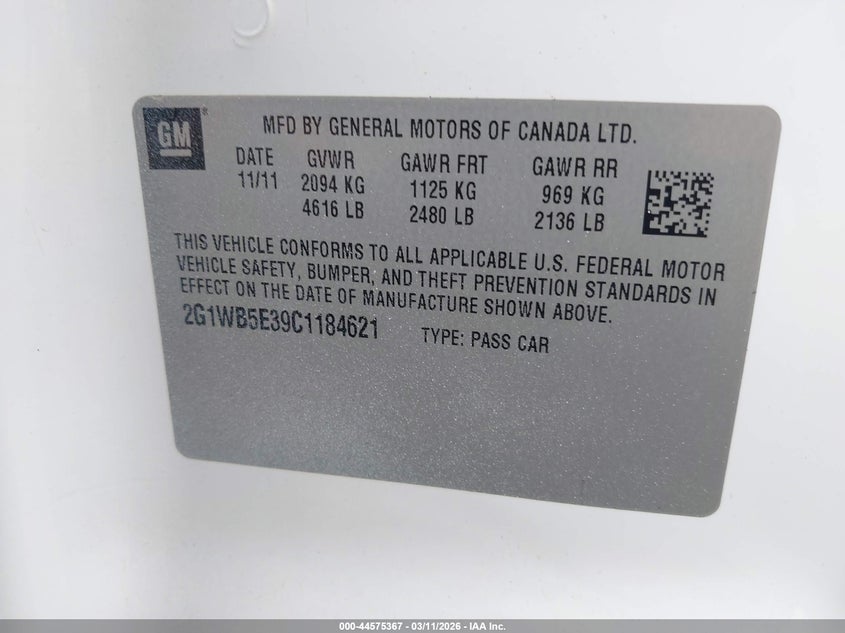 GM
MFD BY GENERAL MOTORS OF CANADA LTD.
DATE GVWR GAWR FRT GAWR RR
11/11 2094 KG 1125 KG 969 KG
4616 LB 2480 LB 2136 LB
THIS VEHICLE CONFORMS TO ALL APPLICABLE U.S. FEDERAL MOTOR
VEHICLE SAFETY, BUMPER, AND THEFT PREVENTION STANDARDS IN
EFFECT ON THE DATE OF MANUFACTURE SHOWN ABOVE.
2G1WB5E39C1184621 TYPE: PASS CAR
000-44575367 - 03/11/2026 - IAA Inc.